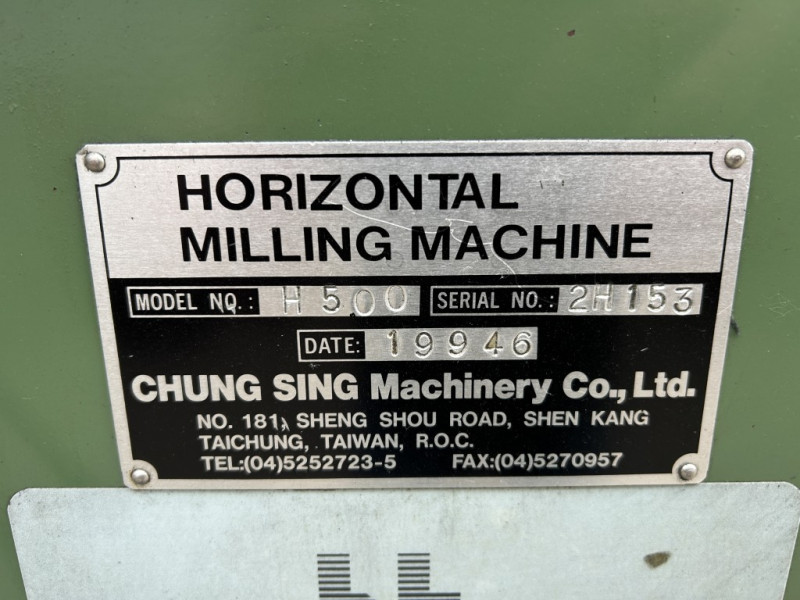 HORIZONTAL
MILLING MACHINE
MODEL NO.: H 500 SERIAL NO.: 2H153
DATE: 19946
CHUNG SING Machinery Co., Ltd.
NO. 181, SHENG SHOU ROAD, SHEN KANG
TAICHUNG, TAIWAN, R.O.C.
TEL:(04)5252723-5 FAX:(04)5270957